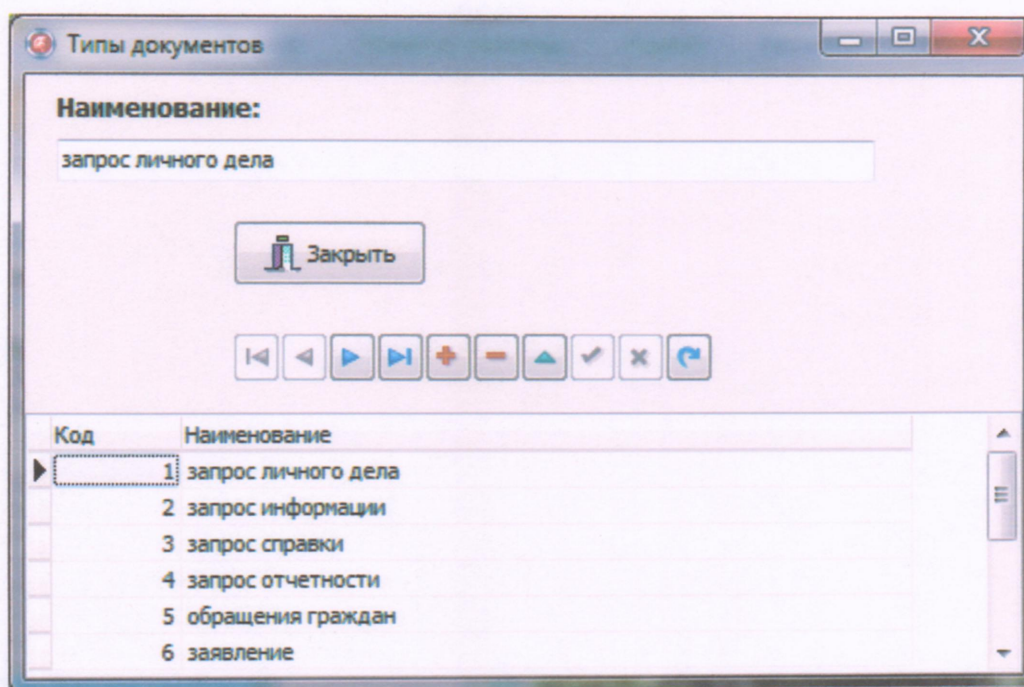 Типы документов
Наименование:
запрос личного дела
Закрыть
Код Наименование
1 запрос личного дела
2 запрос информации
3 запрос справки
4 запрос отчетности
5 обращения граждан
6 заявление